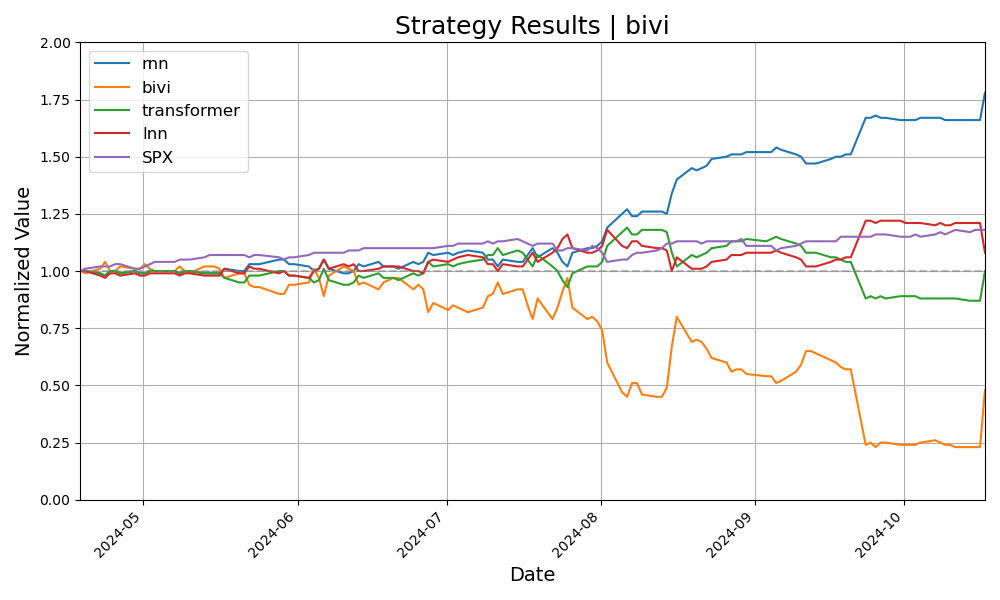 Strategy Results | bivi
rnn
bivi
transformer
lnn
SPX
Normalized Value
2.00
1.75
1.50
1.25
1.00
0.75
0.50
0.25
0.00
2024-05
2024-06
2024-07
2024-08
2024-09
2024-10
Date